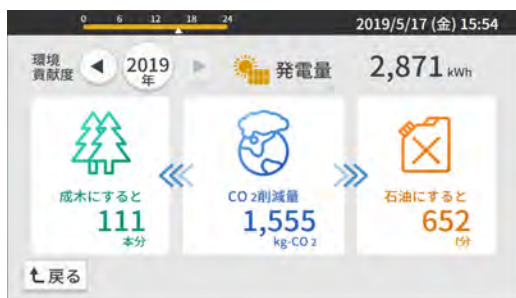 0 6 12 18 24
2019/5/17 (金) 15:54
環境
貢献度
2019
年
発電量
2,871 kWh
成木にすると
111
本分
CO 2削減量
1,555
kg-CO 2
石油にすると
652
ℓ分
戻る